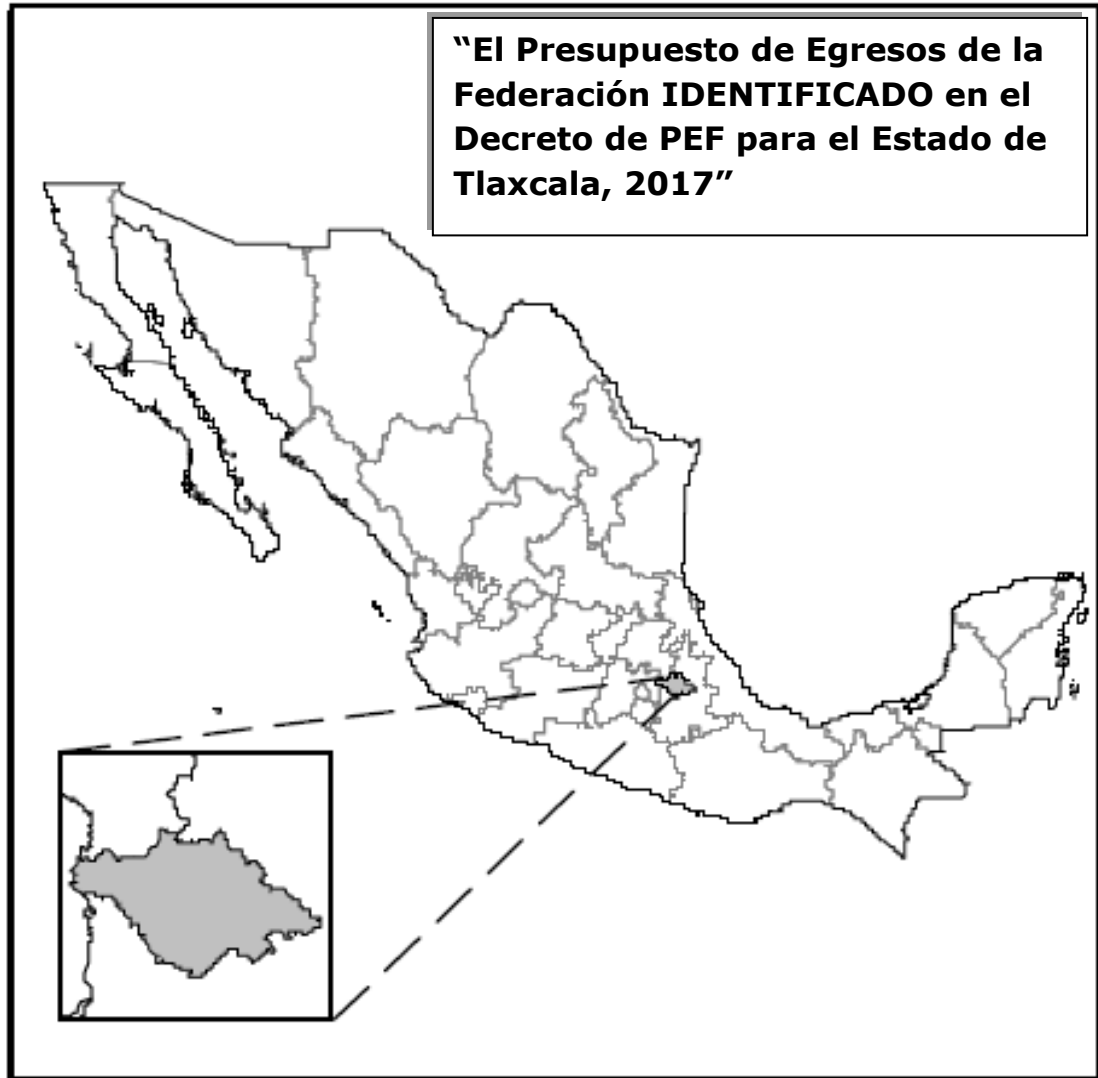 “El Presupuesto de Egresos de la
Federación IDENTIFICADO en el
Decreto de PEF para el Estado de
Tlaxcala, 2017”